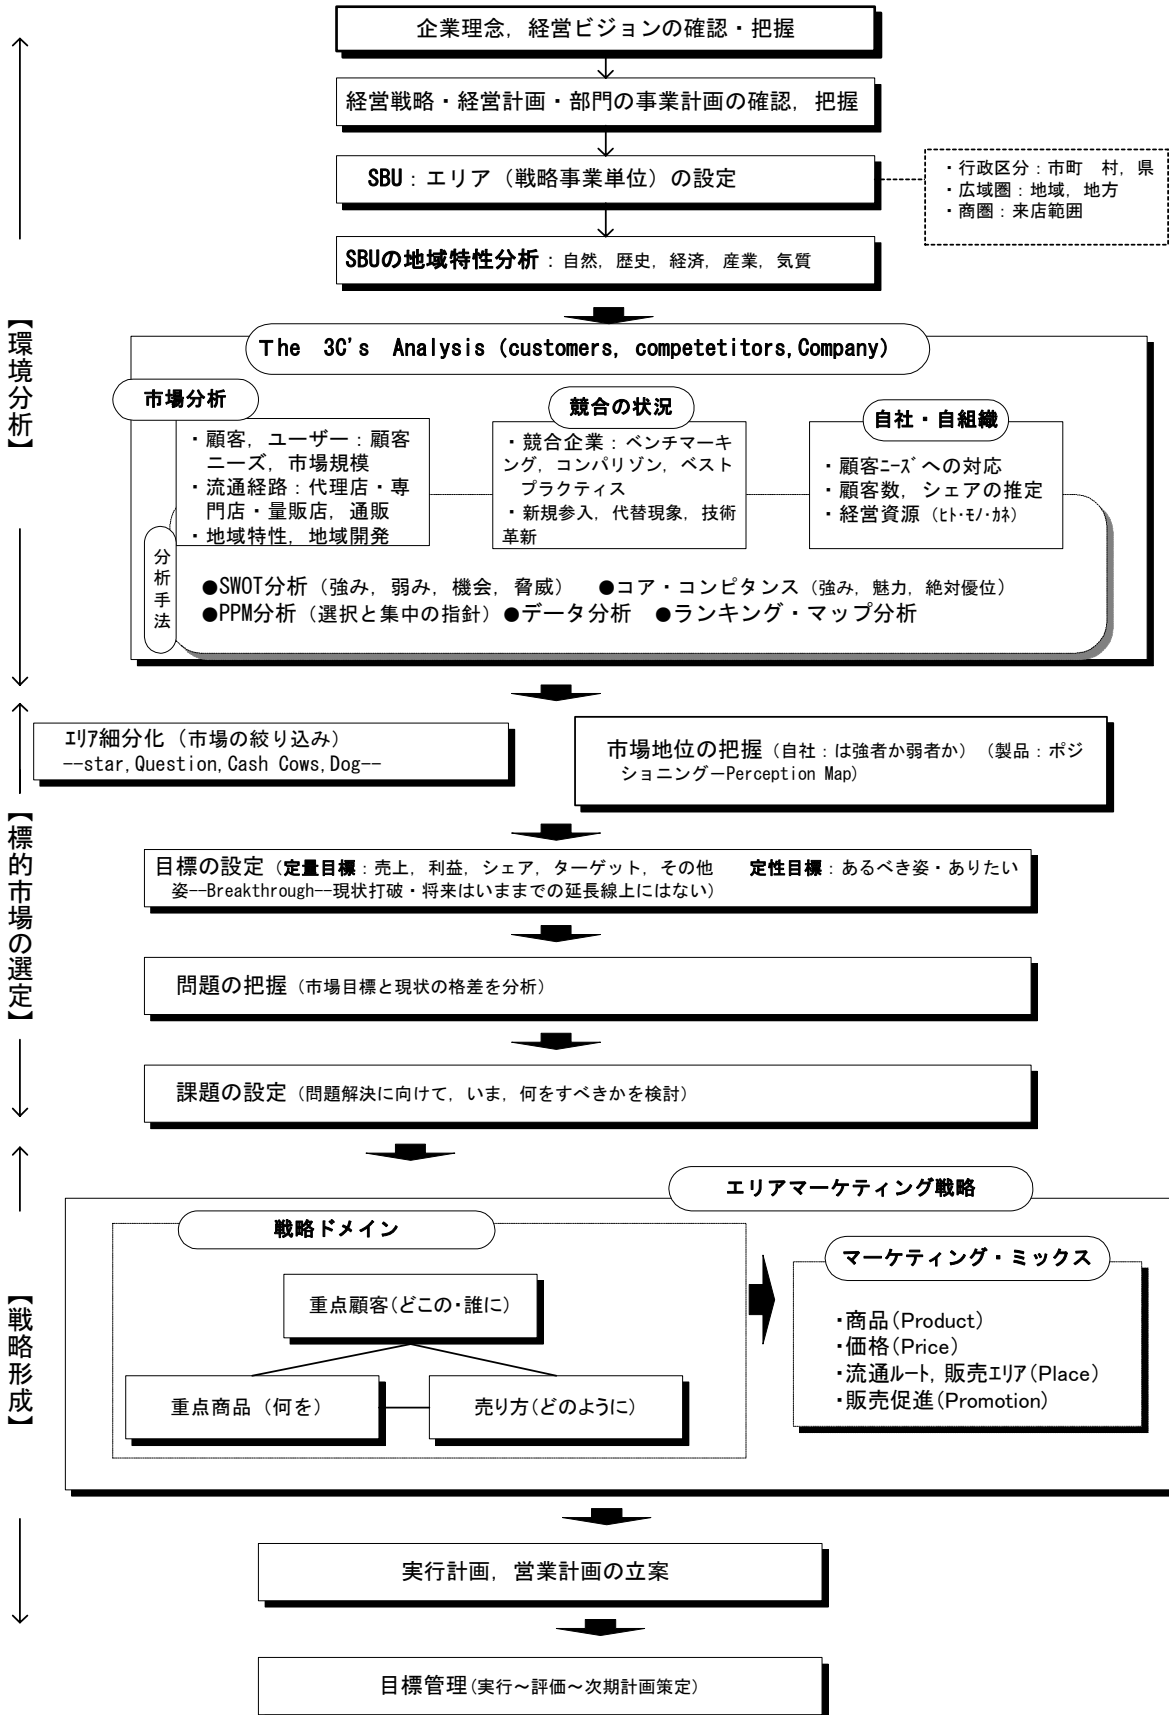 企業理念，経営ビジョンの確認・把握
経営戦略・経営計画・部門の事業計画の確認，把握
SBU：エリア（戦略事業単位）の設定
・行政区分：市町　村，県
・広域圏：地域，地方
・商圏：来店範囲
SBUの地域特性分析：自然，歴史，経済，産業，気質
【環境分析】
The 3C's Analysis (customers, competetitors,Company)
市場分析
・顧客，ユーザー：顧客
ニーズ，市場規模
・流通経路：代理店・専
門店・量販店，通販
・地域特性，地域開発
競合の状況
・競合企業：ベンチマーキ
ング，コンパリゾン，ベスト
プラクティス
・新規参入，代替現象，技術
革新
自社・自組織
・顧客ﾆｰｽﾞへの対応
・顧客数，シェアの推定
・経営資源（ﾋﾄ・ﾓﾉ・ｶﾈ）
分析手法
●SWOT分析（強み，弱み，機会，脅威）　●コア・コンピタンス（強み，魅力，絶対優位）
●PPM分析（選択と集中の指針）●データ分析　●ランキング・マップ分析
【標的市場の選定】
ｴﾘｱ細分化（市場の絞り込み）
--star,Question,Cash Cows,Dog--
市場地位の把握（自社：は強者か弱者か）（製品：ポジ
ショニングーPerception Map)
目標の設定（定量目標：売上，利益，シェア，ターゲット，その他　定性目標：あるべき姿・ありたい
姿--Breakthrough--現状打破・将来はいままでの延長線上にはない）
問題の把握（市場目標と現状の格差を分析）
課題の設定（問題解決に向けて，いま，何をすべきかを検討）
【戦略形成】
エリアマーケティング戦略
戦略ドメイン
重点顧客(どこの・誰に)
重点商品（何を）
売り方(どのように)
マーケティング・ミックス
・商品(Product)
・価格(Price)
・流通ルート，販売ｴﾘｱ(Place)
・販売促進(Promotion)
実行計画，営業計画の立案
目標管理(実行～評価～次期計画策定)